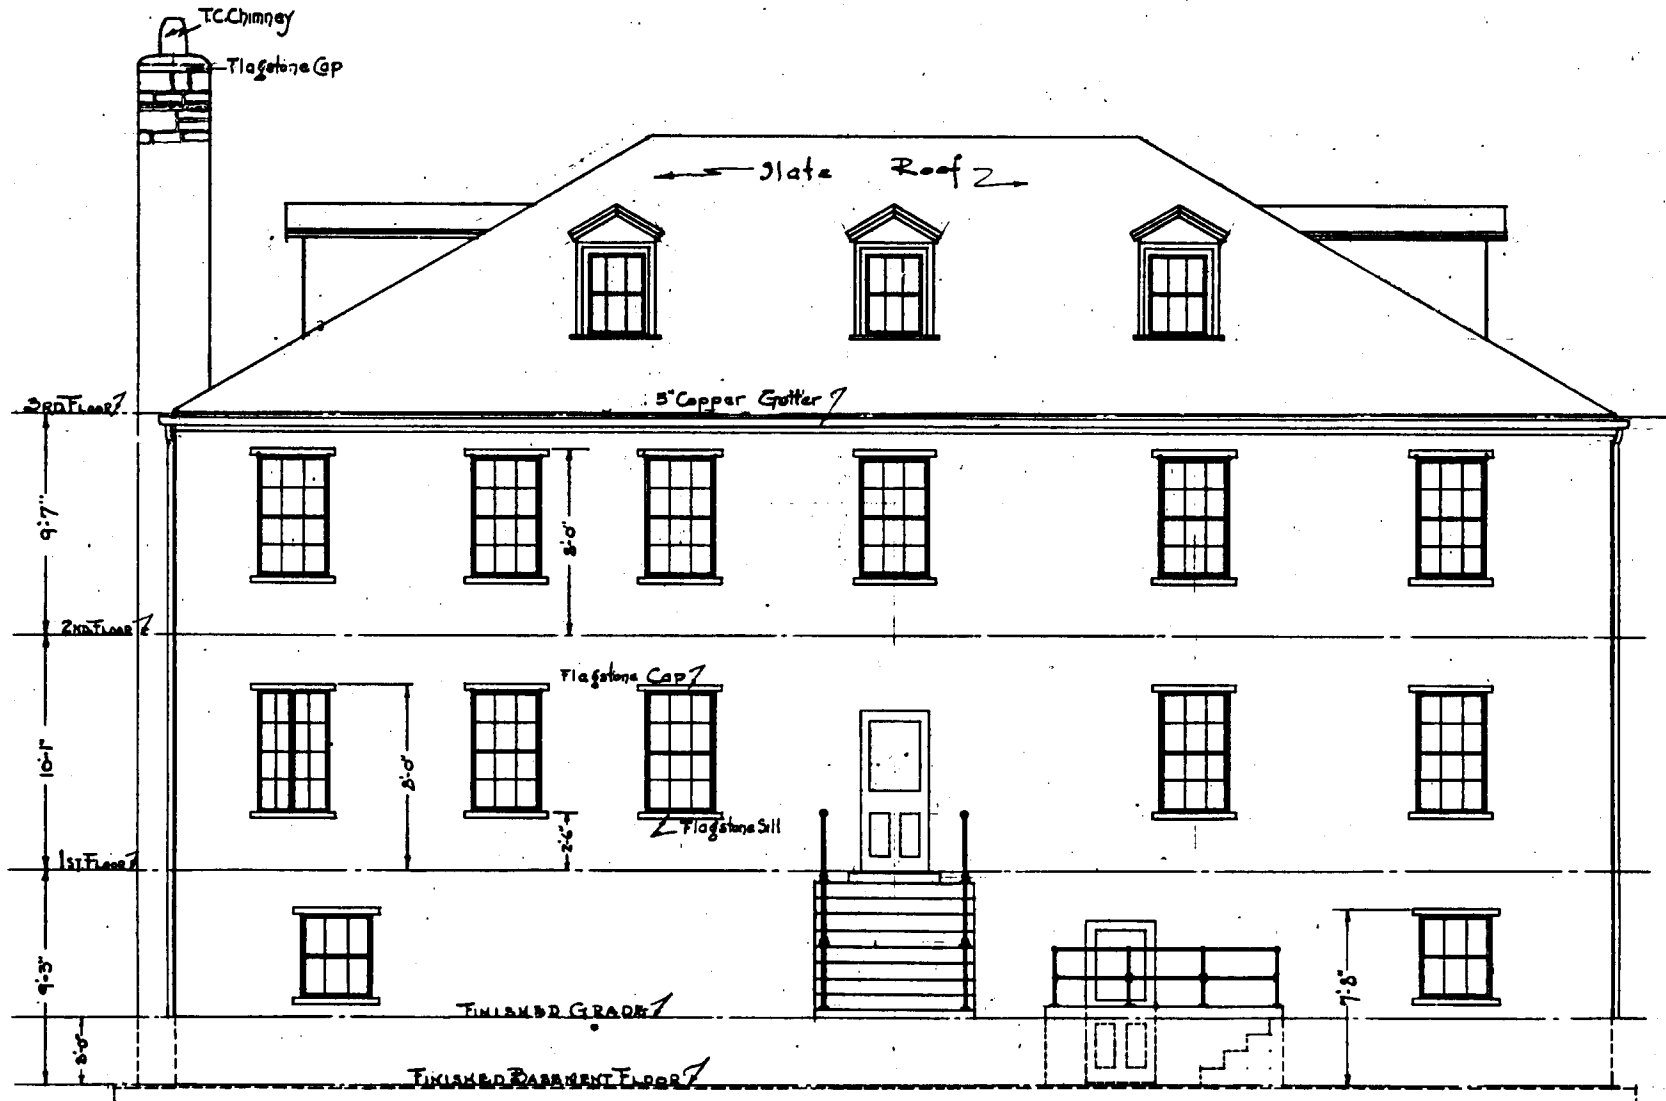 T.C.Chimney
Flagstone Cap
Slate Roof
3RD.FLOOR
5" Copper Gutter
9'-7"
8'-0"
2ND.FLOOR
Flagstone Cap
10'-1"
8'-0"
Flagstone Sill
2'-6"
1ST.FLOOR
9'-3"
7'-8"
FINISHED GRADE
3'-0"
FINISHED BASEMENT FLOOR